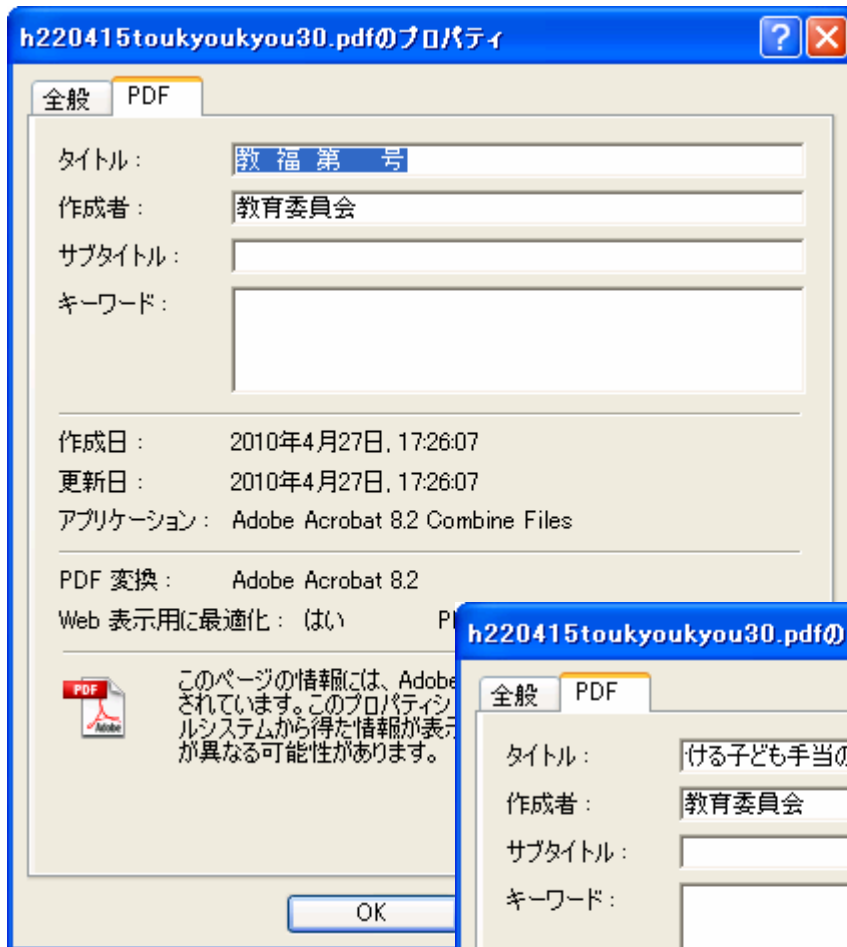 h220415toukyoukyou30.pdfのプロパティ
全般 PDF
タイトル：
教 福 第　 号
作成者：
教育委員会
サブタイトル：
キーワード：
作成日：
2010年4月27日, 17:26:07
更新日：
2010年4月27日, 17:26:07
アプリケーション：
Adobe Acrobat 8.2 Combine Files
PDF 変換：
Adobe Acrobat 8.2
Web 表示用に最適化：
はい
PDF
Adobe
このページの情報には、Adobe
されています。このプロパティシ
ルシステムから得た情報が表示
が異なる可能性があります。
OK
h220415toukyoukyou30.pdfの
全般 PDF
タイトル：
ける子ども手当の
作成者：
教育委員会
サブタイトル：
キーワード：